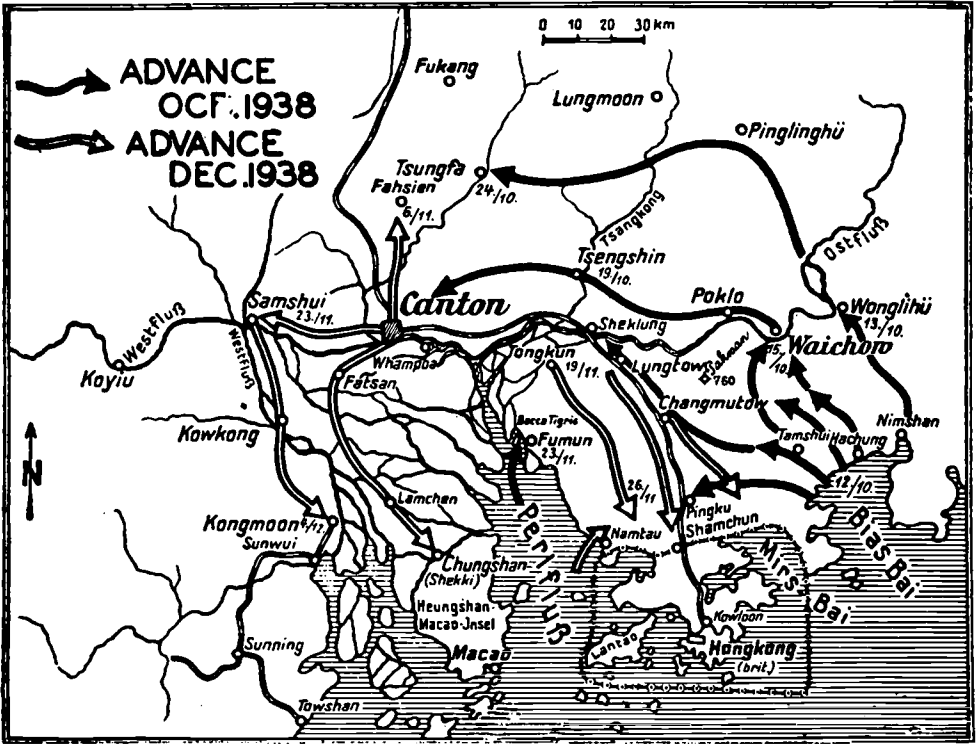 0 10 20 30 km
ADVANCE
OCT. 1938
ADVANCE
DEC. 1938
Fukang
Lungmoon
Pinglinghü
Tsungfa
24./10.
Fahsien
6/11.
Tsangkong
Ostfluß
Tsengshin
19/10.
Canton
Samshui
23/11.
Poklo
Wonglihü
13./10.
Sheklung
Waichow
15./
10.
Westfluß
Westfluß
Koyiu
Whampoa
Tongkun
19/11.
Lungtow
760
Fatsan
Changmutow
Nimshan
Kowkong
Bocca Tigris
Fumun
23/11.
Tamshui
Hachung
12/10.
N
Lamchen
26./
11
Pingku
Shamchun
Kongmoon 6/12
Sunwui
Perlfluß
Namtau
Bias Bai
Mirs Bai
Chungshan
(Shekki)
Heungshan-
Macao-Jnsel
Kowloon
Lantao
Hongkong
(brit.)
Macao
Sunning
Towshan